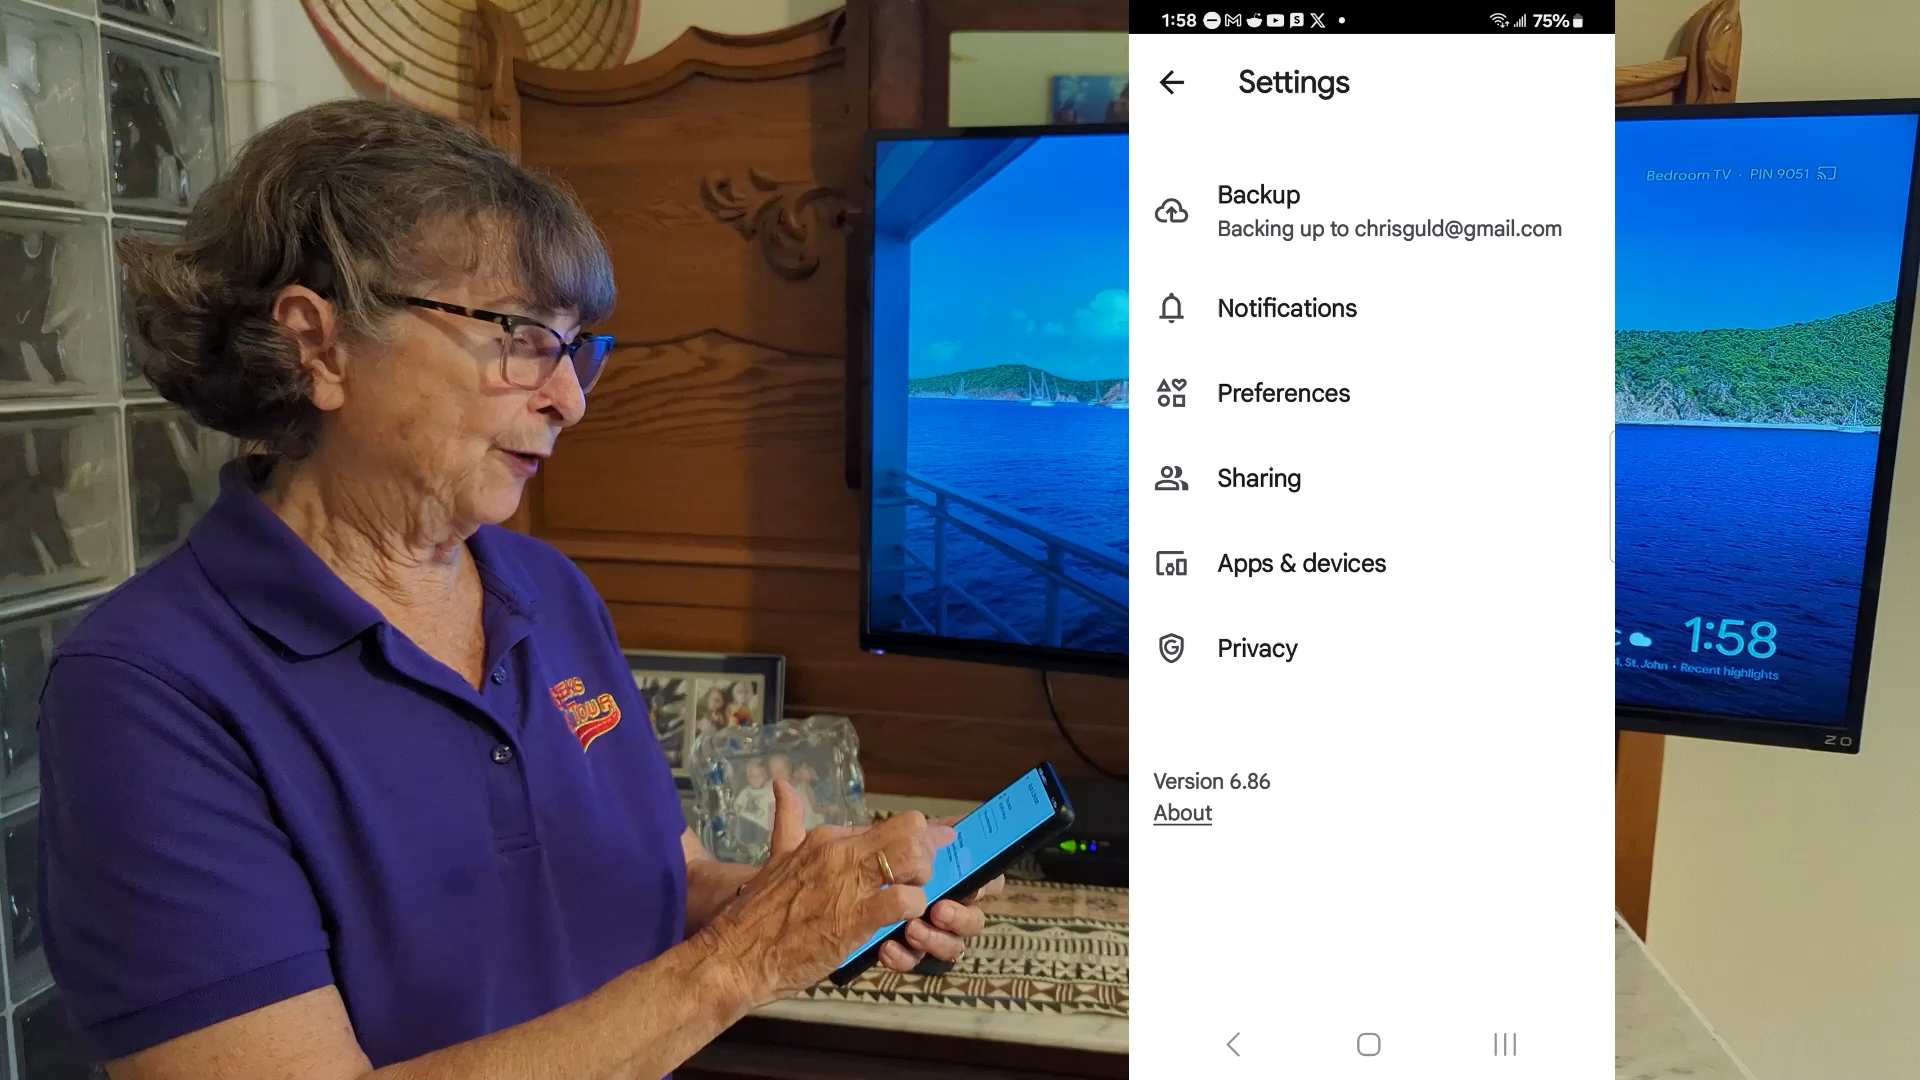 1:58
75%
Settings
Backup
Backing up to chrisguld@gmail.com
Notifications
Preferences
Sharing
Apps & devices
Privacy
Version 6.86
About
Bedroom TV · PIN 9051
1:58
St. John • Recent highlights
TOUR